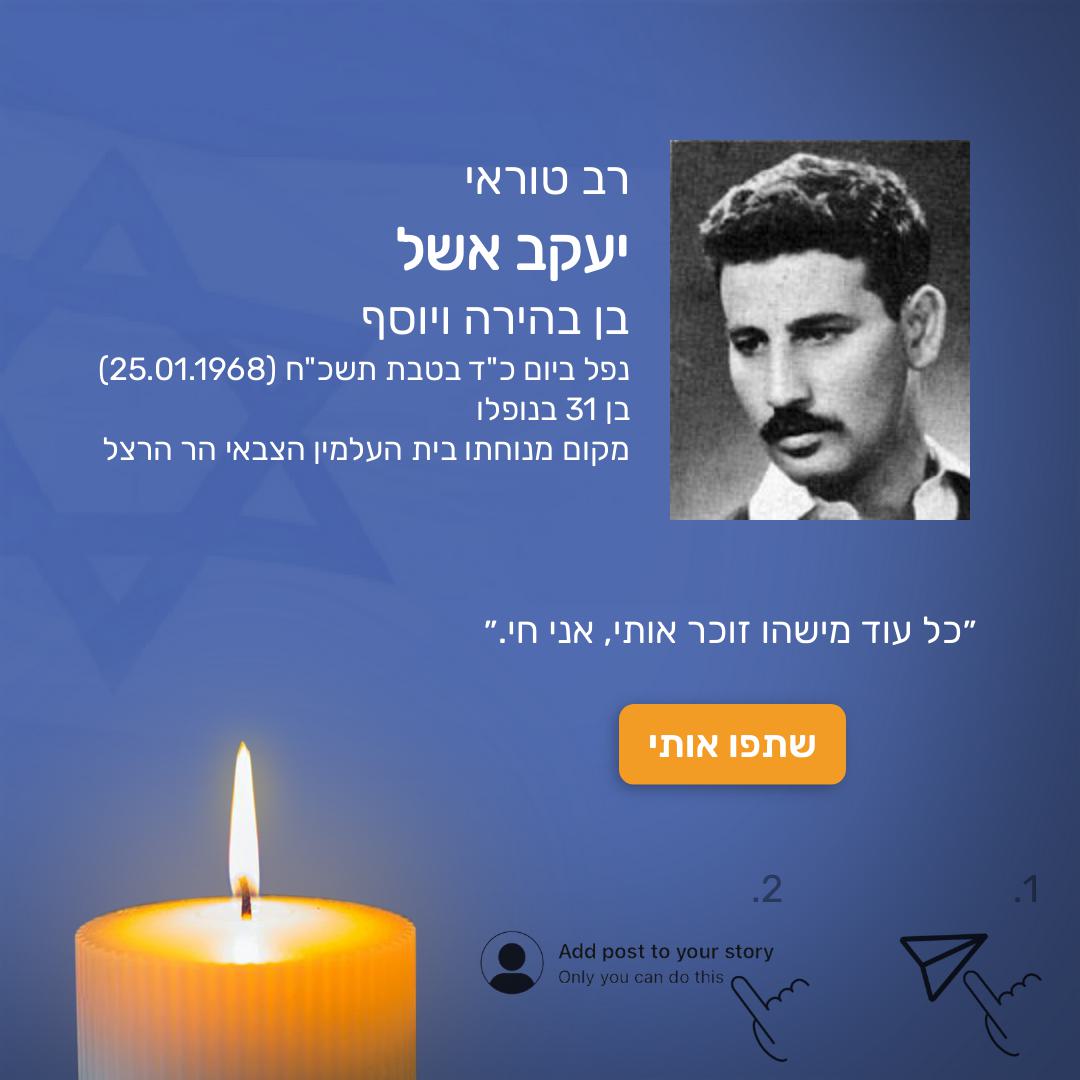 רב טוראי
יעקב אשל
בן בהירה ויוסף
נפל ביום כ"ד בטבת תשכ"ח (25.01.1968)
בן 31 בנופלו
מקום מנוחתו בית העלמין הצבאי הר הרצל
״כל עוד מישהו זוכר אותי, אני חי.״
שתפו אותי
1.
2.
Add post to your story
Only you can do this